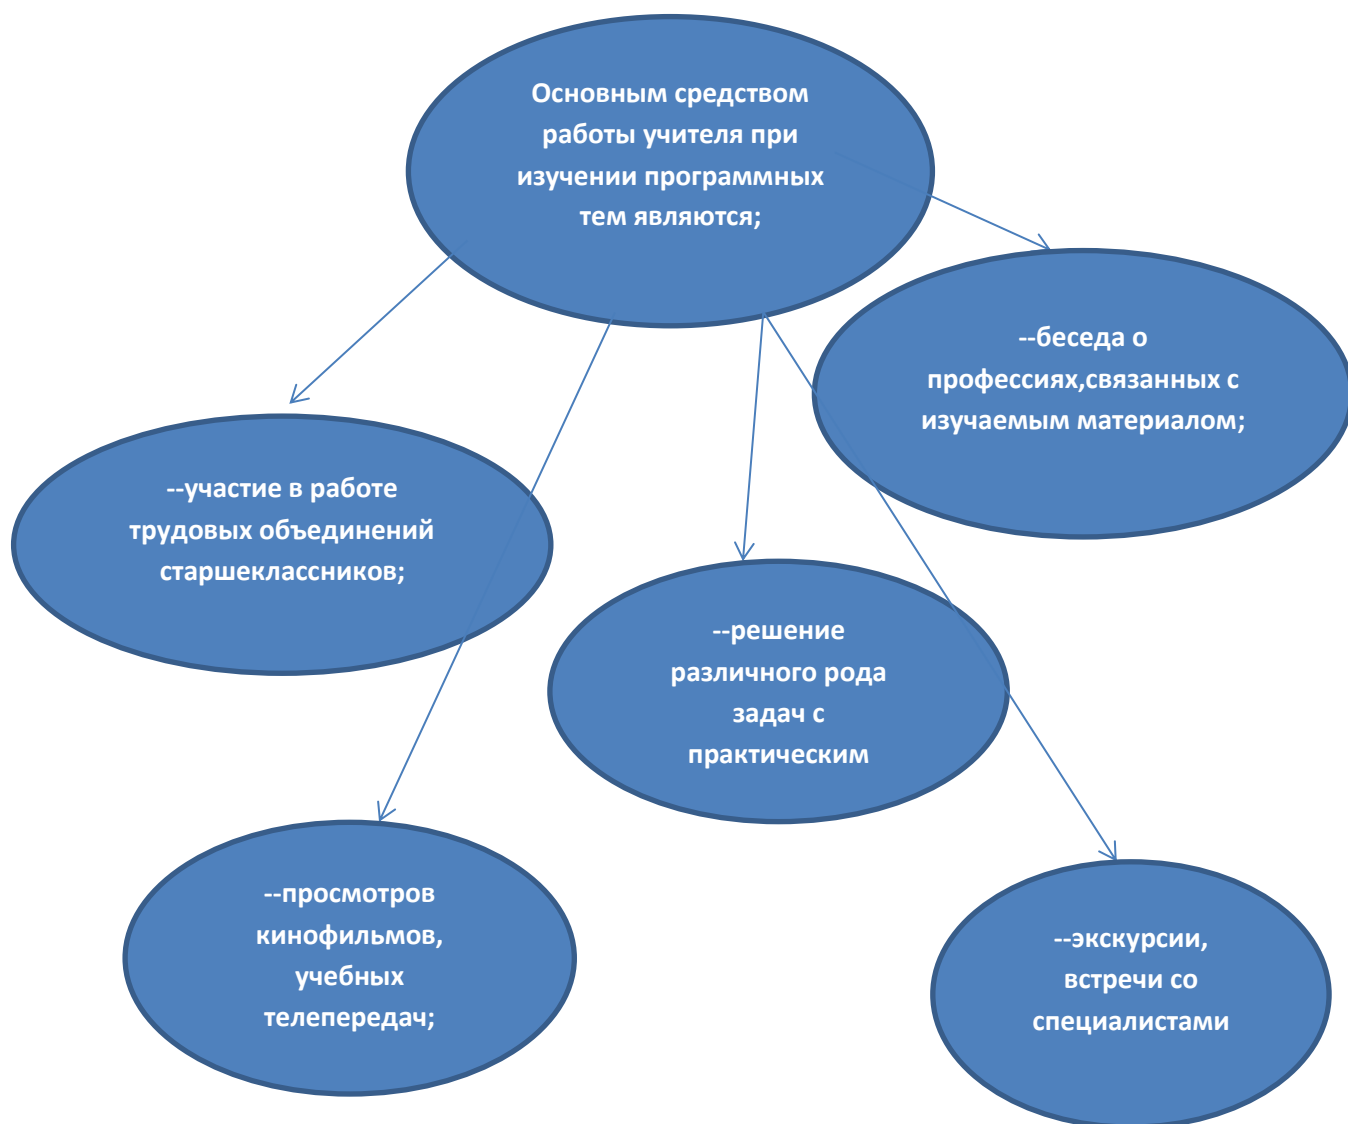 Основным средством
работы учителя при
изучении программных
тем являются;
--беседа о
профессиях,связанных с
изучаемым материалом;
--участие в работе
трудовых объединений
старшеклассников;
--решение
различного рода
задач с
практическим
--просмотров
кинофильмов,
учебных
телепередач;
--экскурсии,
встречи со
специалистами